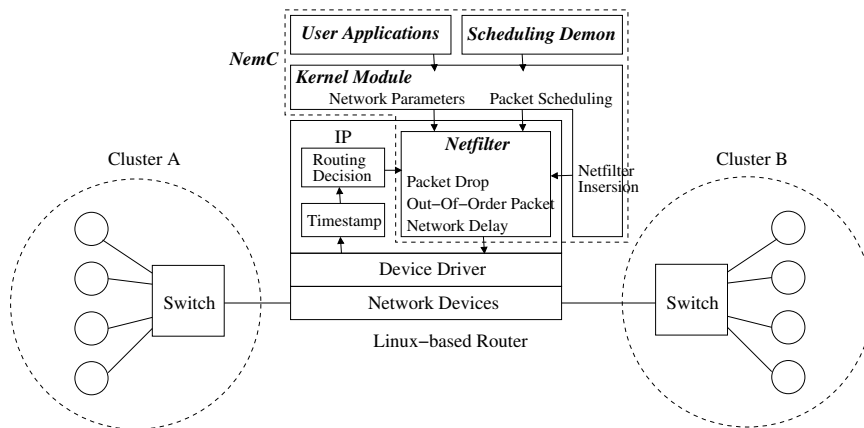 User Applications
Scheduling Demon
NemC
Kernel Module
Network Parameters
Packet Scheduling
IP
Netfilter
Cluster A
Cluster B
Routing
Decision
Netfilter
Insersion
Packet Drop
Out-Of-Order Packet
Timestamp
Network Delay
Device Driver
Switch
Network Devices
Switch
Linux-based Router